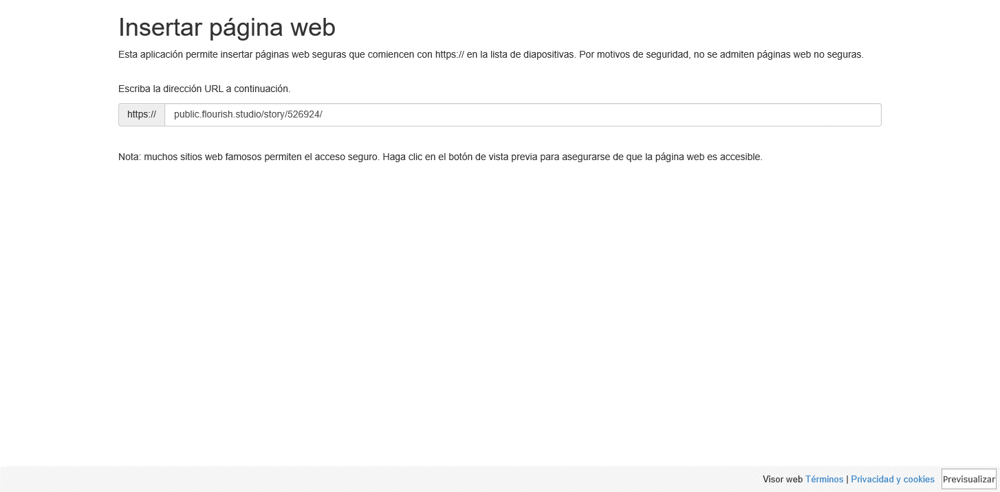 Insertar página web
Esta aplicación permite insertar páginas web seguras que comiencen con https:// en la lista de diapositivas. Por motivos de seguridad, no se admiten páginas web no seguras.
Escriba la dirección URL a continuación.
https:// public.flourish.studio/story/526924/
Nota: muchos sitios web famosos permiten el acceso seguro. Haga clic en el botón de vista previa para asegurarse de que la página web es accesible.
Visor web Términos | Privacidad y cookies Previsualizar